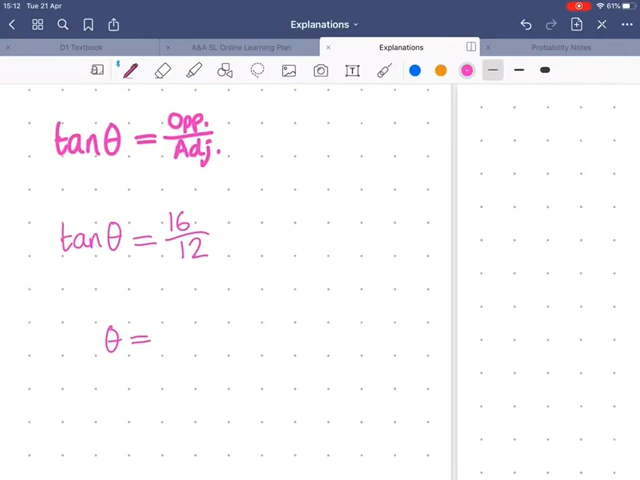 15:12 Tue 21 Apr
61%
Explanations
D1 Textbook
A&A SL Online Learning Plan
Explanations
Probability Notes
tanθ = Opp./Adj.
tanθ = 16/12
θ =